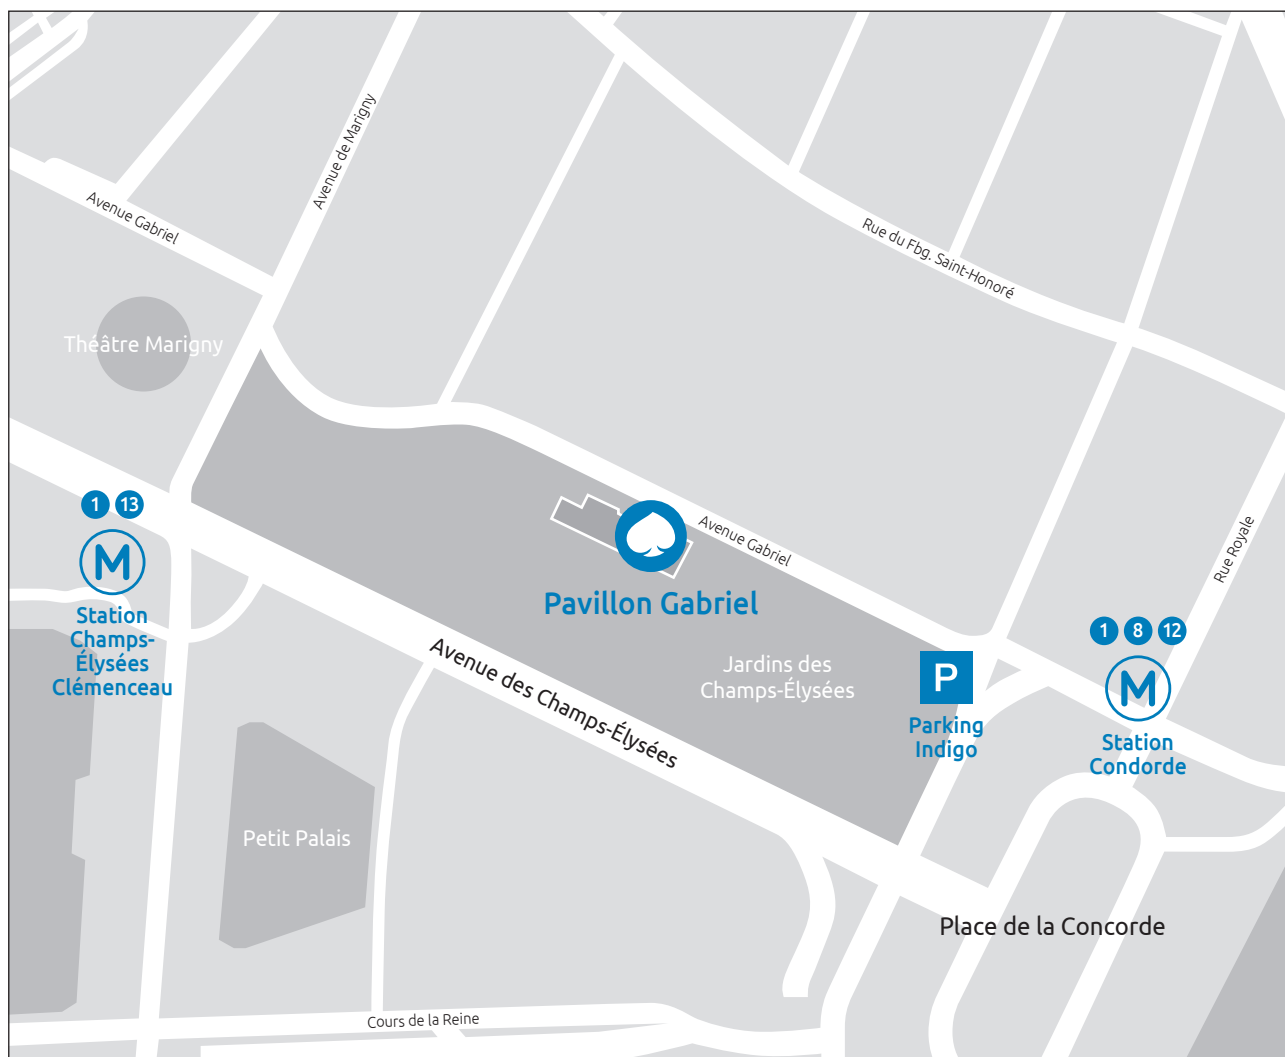 Avenue de Marigny
Avenue Gabriel
Rue du Fbg. Saint-Honoré
Théâtre Marigny
1 13
M
Station
Champs-
Élysées
Clémenceau
Avenue Gabriel
Pavillon Gabriel
Rue Royale
1 8 12
M
Station
Condorde
Jardins des
Champs-Élysées
P
Parking
Indigo
Avenue des Champs-Élysées
Petit Palais
Place de la Concorde
Cours de la Reine